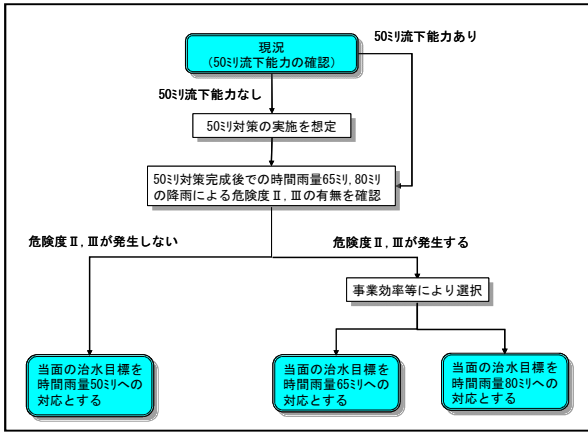 現況
(50ﾐﾘ流下能力の確認)
50ﾐﾘ流下能力あり
50ﾐﾘ流下能力なし
50ﾐﾘ対策の実施を想定
50ﾐﾘ対策完成後での時間雨量65ﾐﾘ,80ﾐﾘ
の降雨による危険度Ⅱ,Ⅲの有無を確認
危険度Ⅱ,Ⅲが発生しない
危険度Ⅱ,Ⅲが発生する
事業効率等により選択
当面の治水目標を
時間雨量50ﾐﾘへの
対応とする
当面の治水目標を
時間雨量65ﾐﾘへの
対応とする
当面の治水目標を
時間雨量80ﾐﾘへの
対応とする